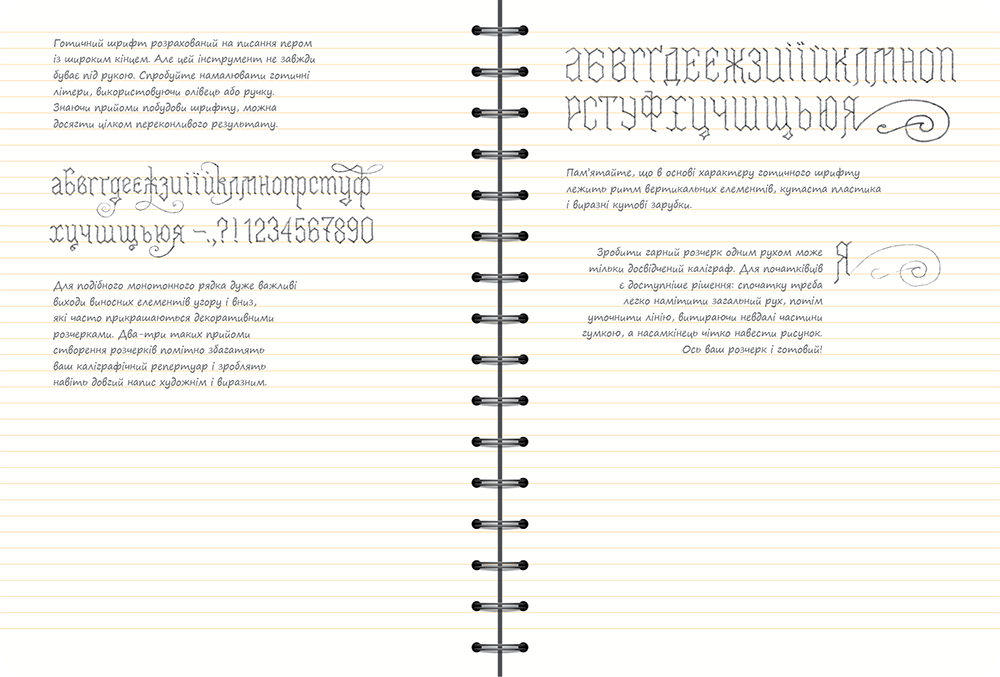 Готичний шрифт розрахований на писання пером
із широким кінцем. Але цей інструмент не завжди
буває під рукою. Спробуйте намалювати готичні
літери, використовуючи олівець або ручку.
Знаючи прийоми побудови шрифту, можна
досягти цілком переконливого результату.
абвгґдеєжзиіїйклмнопрстуф
хцчшщьюя –.,?!1234567890
Для подібного монотонного рядка дуже важливі
виходи виносних елементів угору і вниз,
які часто прикрашаються декоративними
розчерками. Два-три таких прийоми
створення розчерків помітно збагатять
ваш каліграфічний репертуар і зроблять
навіть довгий напис художнім і виразним.
абвгґдеєжзиіїйклмноп
рстуфхцчшщьюя
Пам'ятайте, що в основі характеру готичного шрифту
лежить ритм вертикальних елементів, кутаста пластика
і виразні кутові зарубки.
Зробити гарний розчерк одним рухом може
тільки досвідчений каліграф. Для початківців
є доступніше рішення: спочатку треба
легко намітити загальний рух, потім
уточнити лінію, витираючи невдалі частини
гумкою, а насамкінець чітко навести рисунок.
Ось ваш розчерк і готовий!
я